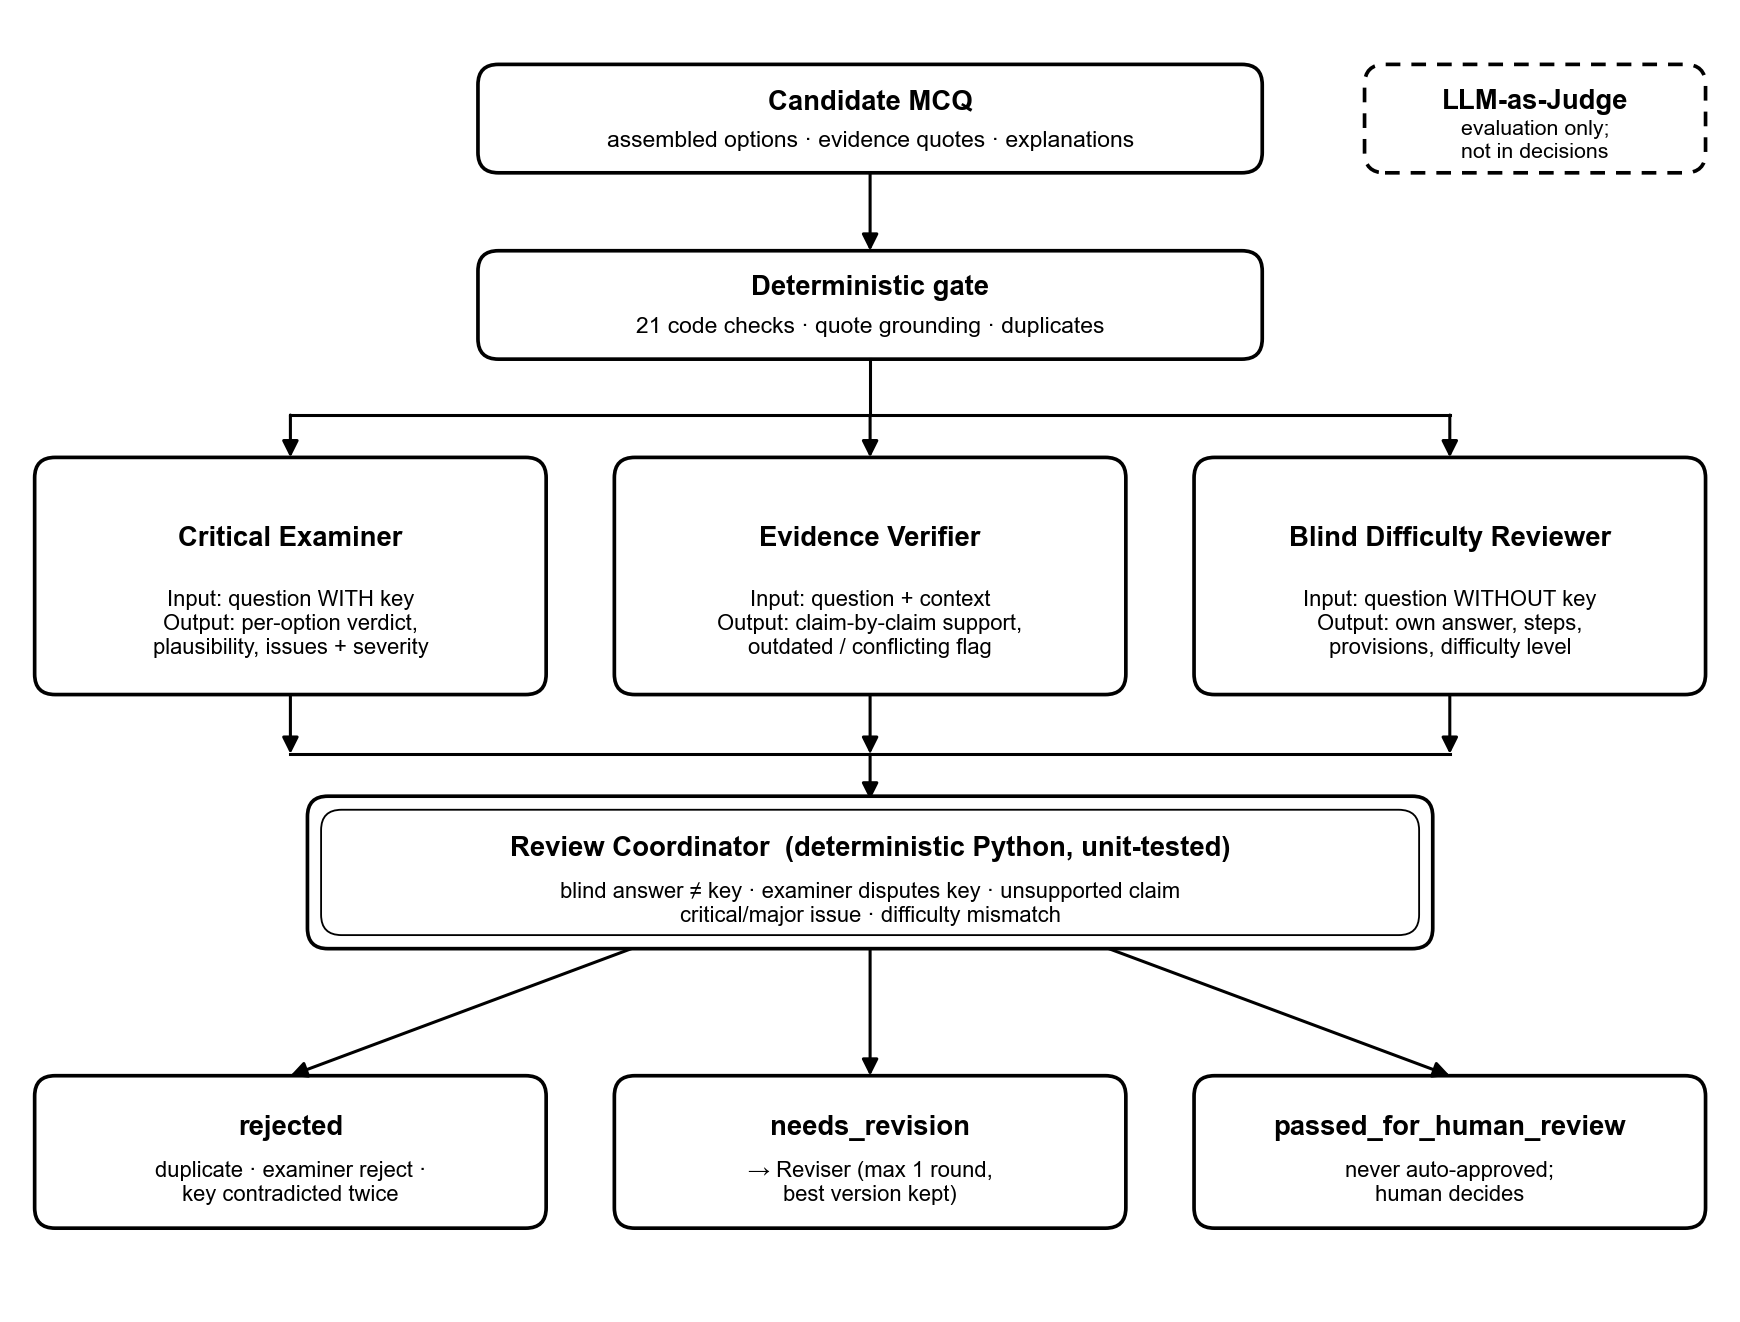 Candidate MCQ
assembled options · evidence quotes · explanations
LLM-as-Judge
evaluation only;
not in decisions
Deterministic gate
21 code checks · quote grounding · duplicates
Critical Examiner
Input: question WITH key
Output: per-option verdict,
plausibility, issues + severity
Evidence Verifier
Input: question + context
Output: claim-by-claim support,
outdated / conflicting flag
Blind Difficulty Reviewer
Input: question WITHOUT key
Output: own answer, steps,
provisions, difficulty level
Review Coordinator  (deterministic Python, unit-tested)
blind answer ≠ key · examiner disputes key · unsupported claim
critical/major issue · difficulty mismatch
rejected
duplicate · examiner reject ·
key contradicted twice
needs_revision
→ Reviser (max 1 round,
best version kept)
passed_for_human_review
never auto-approved;
human decides